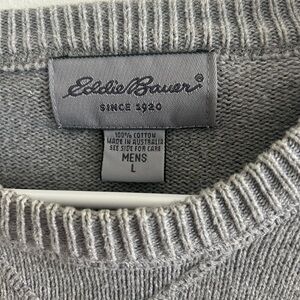 Eddie Bauer®
SINCE 1920
100% COTTON
MADE IN AUSTRALIA
SEE SIDE FOR CARE
MENS
L